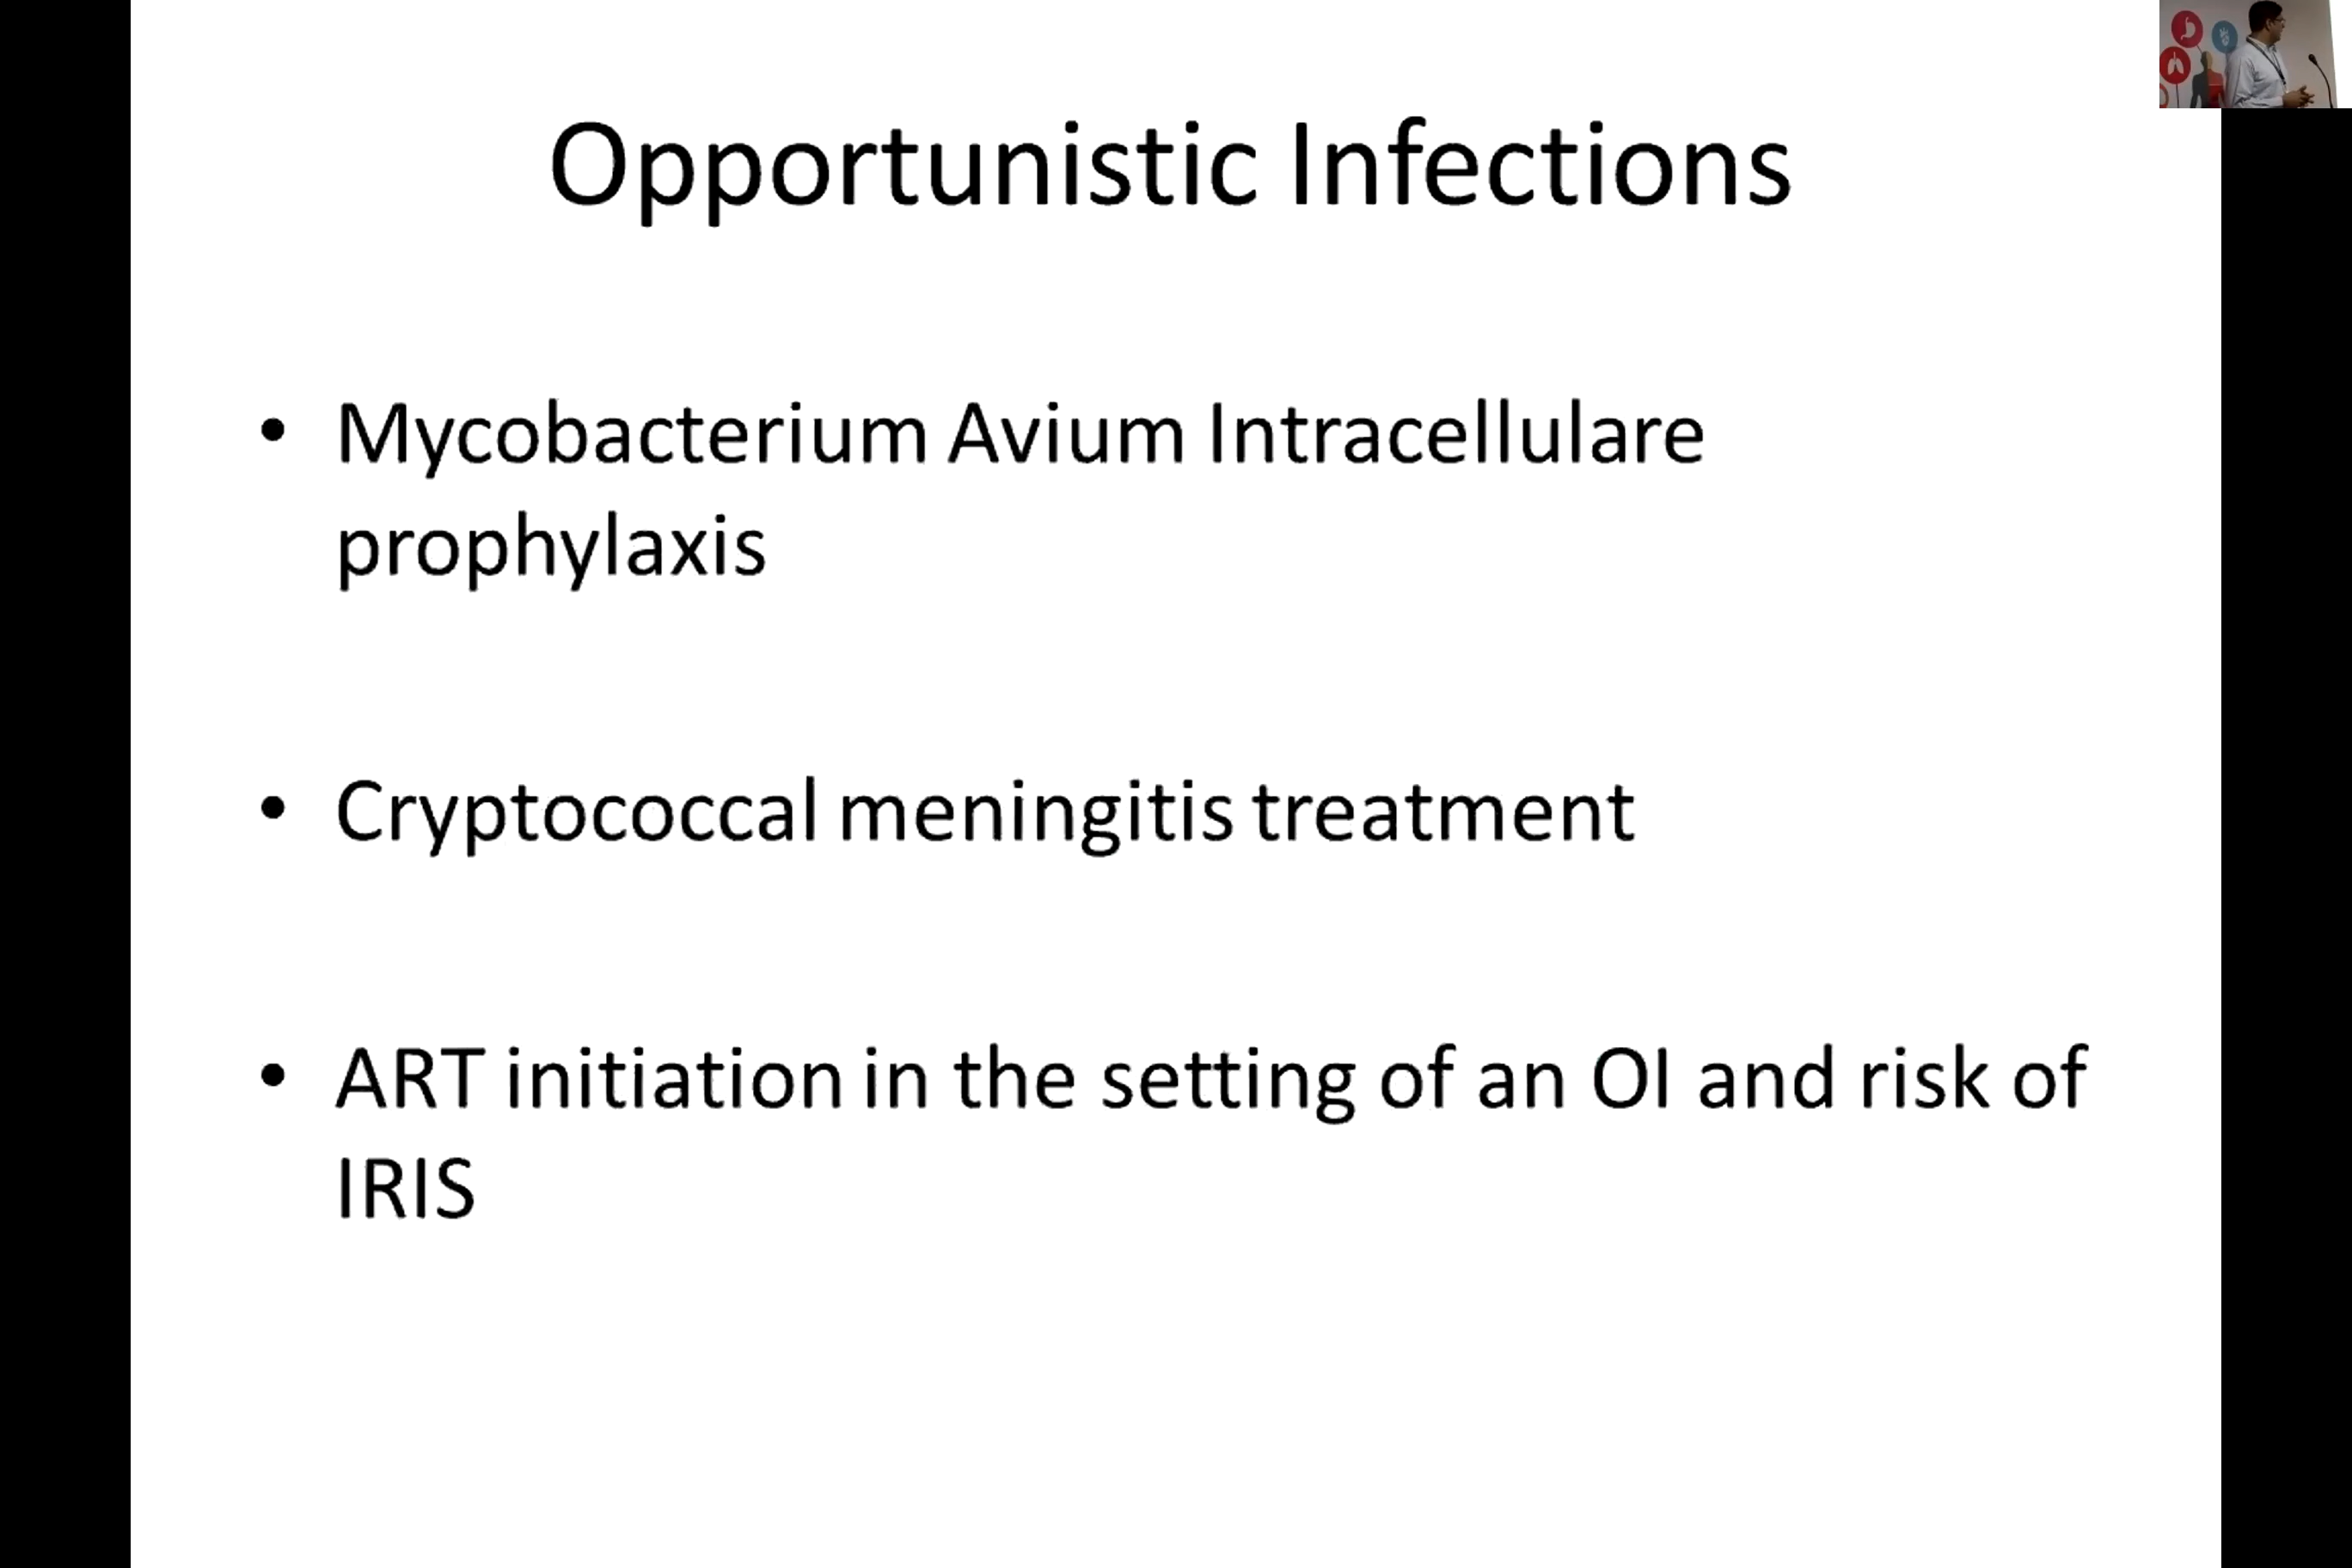 Opportunistic Infections
• Mycobacterium Avium Intracellulare
prophylaxis
• Cryptococcal meningitis treatment
• ART initiation in the setting of an OI and risk of
IRIS